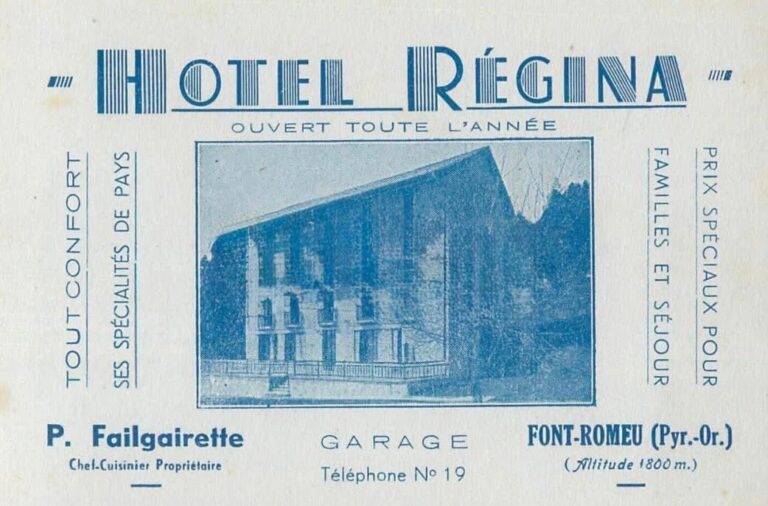 HOTEL RÉGINA
OUVERT TOUTE L'ANNÉE
TOUT CONFORT
SES SPÉCIALITÉS DE PAYS
PRIX SPÉCIAUX POUR
FAMILLES ET SÉJOUR
P. Failgairette
Chef-Cuisinier Propriétaire
GARAGE
Téléphone No 19
FONT-ROMEU (Pyr.-Or.)
(Altitude 1800 m.)